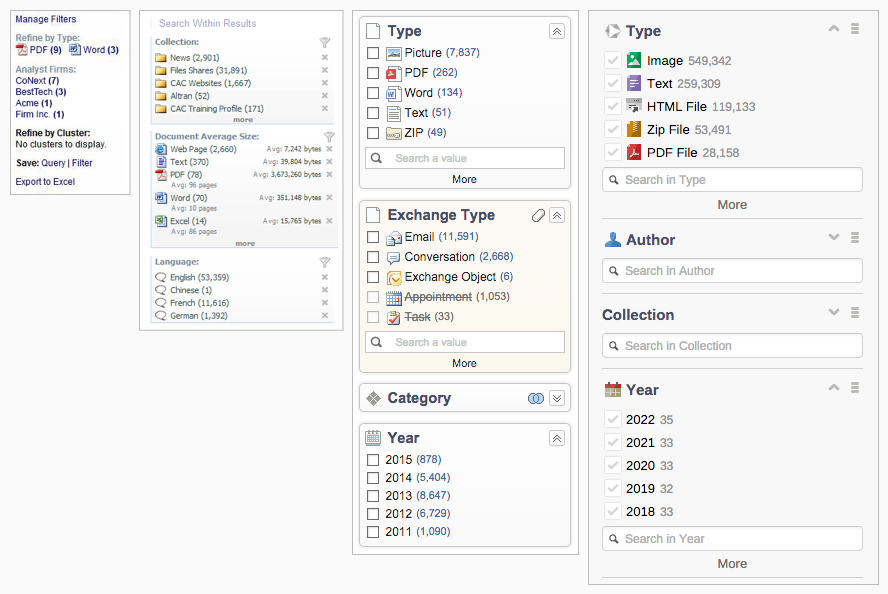 Manage Filters
Refine by Type:
PDF (9) Word (3)
Analyst Firms:
CoNext (7)
BestTech (3)
Acme (1)
Firm Inc. (1)
Refine by Cluster:
No clusters to display.
Save: Query | Filter
Export to Excel
Search Within Results
Collection:
News (2,901)
Files Shares (31,891)
CAC Websites (1,667)
Altran (52)
CAC Training Profile (171)
more
Document Average Size:
Web Page (2,660) Avg: 7,242 bytes
Text (370) Avg: 39,804 bytes
PDF (78) Avg: 3,673,260 bytes
Avg: 96 pages
Word (70) Avg: 351,148 bytes
Avg: 10 pages
Excel (14) Avg: 15,765 bytes
Avg: 86 pages
more
Language:
English (53,359)
Chinese (1)
French (11,616)
German (1,392)
Type
Picture (7,837)
PDF (262)
Word (134)
Text (51)
ZIP (49)
Search a value
More
Exchange Type
Email (11,591)
Conversation (2,668)
Exchange Object (6)
Appointment (1,053)
Task (33)
Search a value
More
Category
Year
2015 (878)
2014 (5,404)
2013 (8,647)
2012 (6,729)
2011 (1,090)
Type
Image 549,342
Text 259,309
HTML File 119,133
Zip File 53,491
PDF File 28,158
Search in Type
More
Author
Search in Author
Collection
Search in Collection
Year
2022 35
2021 33
2020 33
2019 32
2018 33
Search in Year
More